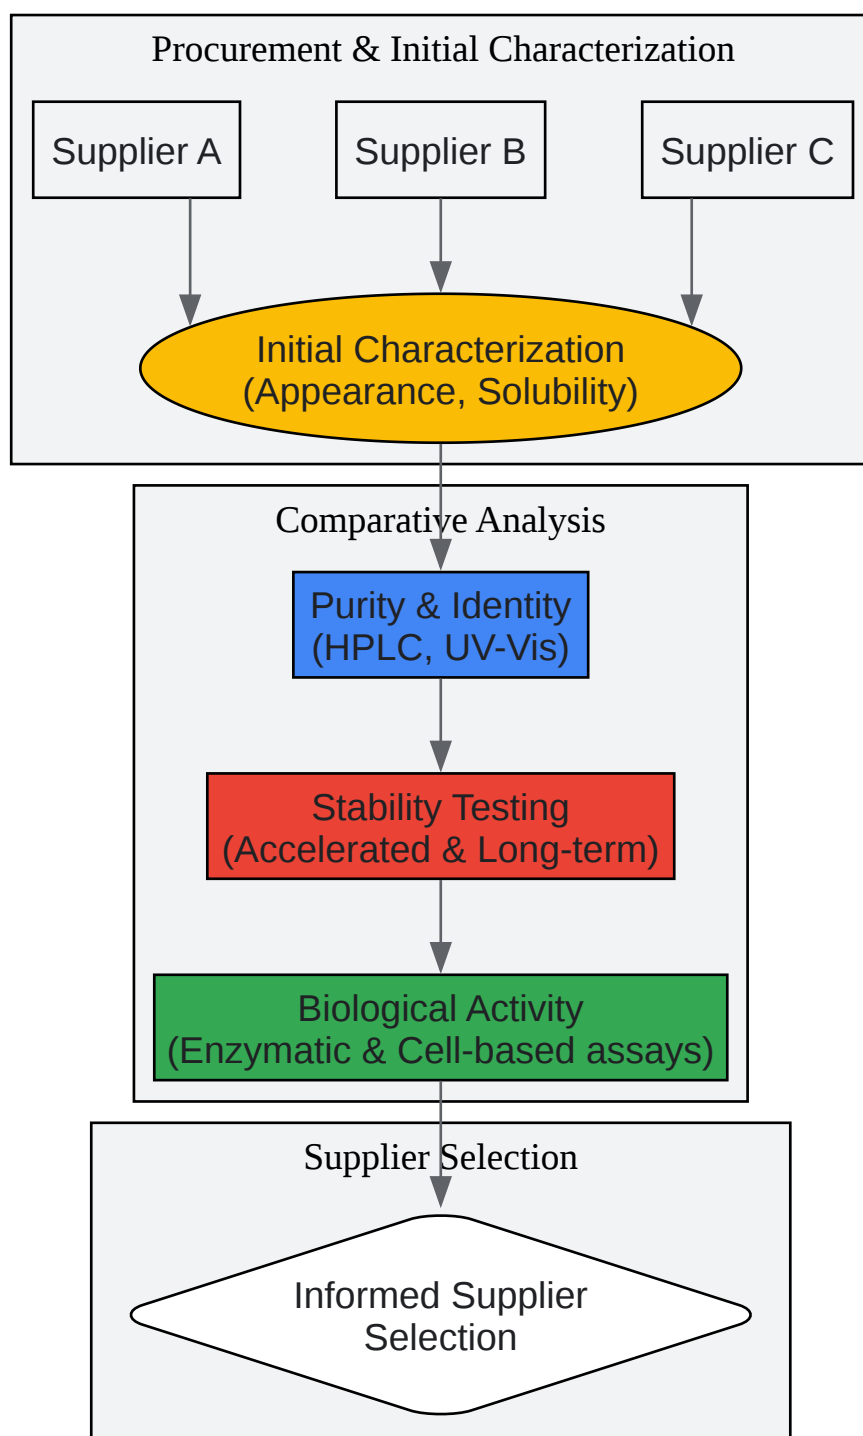 Procurement & Initial Characterization
Supplier A
Supplier B
Supplier C
Initial Characterization
(Appearance, Solubility)
Comparative Analysis
Purity & Identity
(HPLC, UV-Vis)
Stability Testing
(Accelerated & Long-term)
Biological Activity
(Enzymatic & Cell-based assays)
Supplier Selection
Informed Supplier
Selection